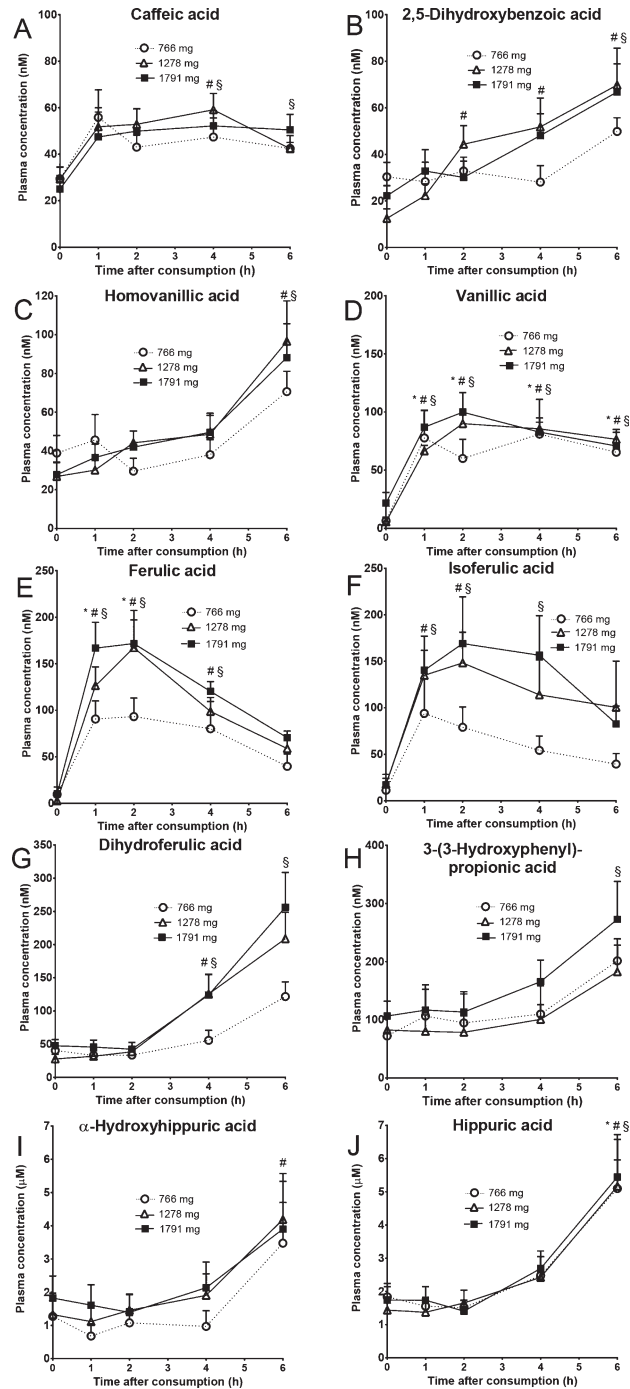 A
Caffeic acid
Plasma concentration (nM)
100
80
60
40
20
0
766 mg
1278 mg
1791 mg
# §
§
0 1 2 3 4 5 6
Time after consumption (h)
B
2,5-Dihydroxybenzoic acid
Plasma concentration (nM)
100
80
60
40
20
0
766 mg
1278 mg
1791 mg
#
#
# §
0 1 2 3 4 5 6
Time after consumption (h)
C
Homovanillic acid
Plasma concentration (nM)
120
100
80
60
40
20
0
766 mg
1278 mg
1791 mg
# §
0 1 2 3 4 5 6
Time after consumption (h)
D
Vanillic acid
Plasma concentration (nM)
200
150
100
50
0
766 mg
1278 mg
1791 mg
* # §
* # §
* # §
* # §
0 1 2 3 4 5 6
Time after consumption (h)
E
Ferulic acid
Plasma concentration (nM)
250
200
150
100
50
0
766 mg
1278 mg
1791 mg
* # §
* # §
# §
0 1 2 3 4 5 6
Time after consumption (h)
F
Isoferulic acid
Plasma concentration (nM)
250
200
150
100
50
0
766 mg
1278 mg
1791 mg
# §
# §
§
0 1 2 3 4 5 6
Time after consumption (h)
G
Dihydroferulic acid
Plasma concentration (nM)
350
300
250
200
150
100
50
0
766 mg
1278 mg
1791 mg
# §
§
0 1 2 3 4 5 6
Time after consumption (h)
H
3-(3-Hydroxyphenyl)-
propionic acid
Plasma concentration (nM)
400
300
200
100
0
766 mg
1278 mg
1791 mg
§
0 1 2 3 4 5 6
Time after consumption (h)
I
α-Hydroxyhippuric acid
Plasma concentration (µM)
7
6
5
4
3
2
1
0
766 mg
1278 mg
1791 mg
#
0 1 2 3 4 5 6
Time after consumption (h)
J
Hippuric acid
Plasma concentration (µM)
7
6
5
4
3
2
1
0
766 mg
1278 mg
1791 mg
* # §
0 1 2 3 4 5 6
Time after consumption (h)